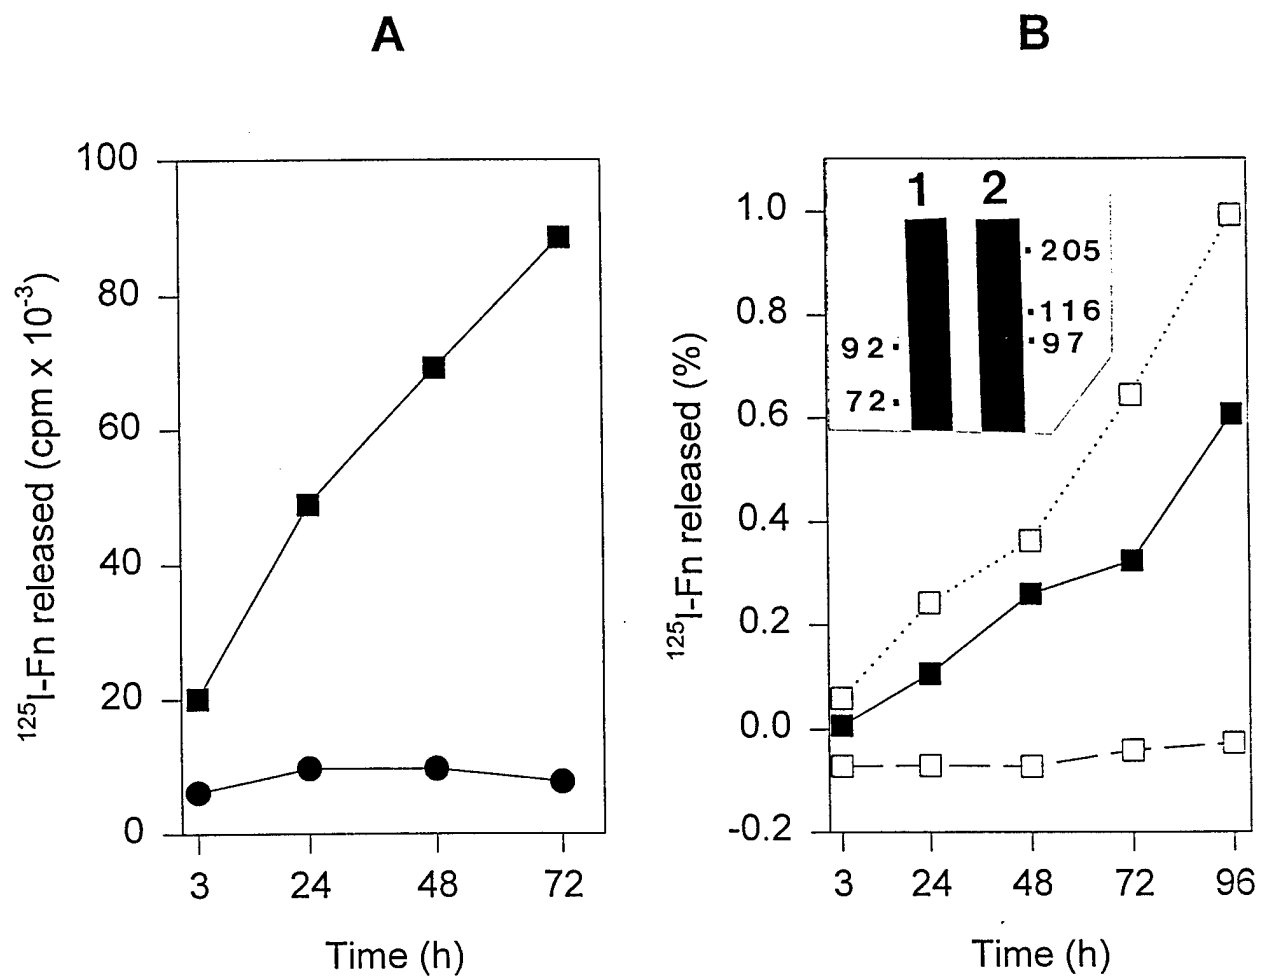 A
B
100
80
60
40
20
0
3 24 48 72
Time (h)
¹²⁵I-Fn released (cpm x 10⁻³)
1.0
0.8
0.6
0.4
0.2
0.0
-0.2
3 24 48 72 96
Time (h)
¹²⁵I-Fn released (%)
1 2
205
116
92 97
72